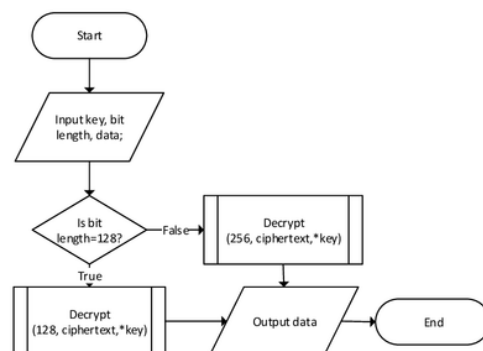 Start
Input key, bit
length, data;
Is bit
length=128?
False
Decrypt
(256, ciphertext,*key)
True
Decrypt
(128, ciphertext,*key)
Output data
End